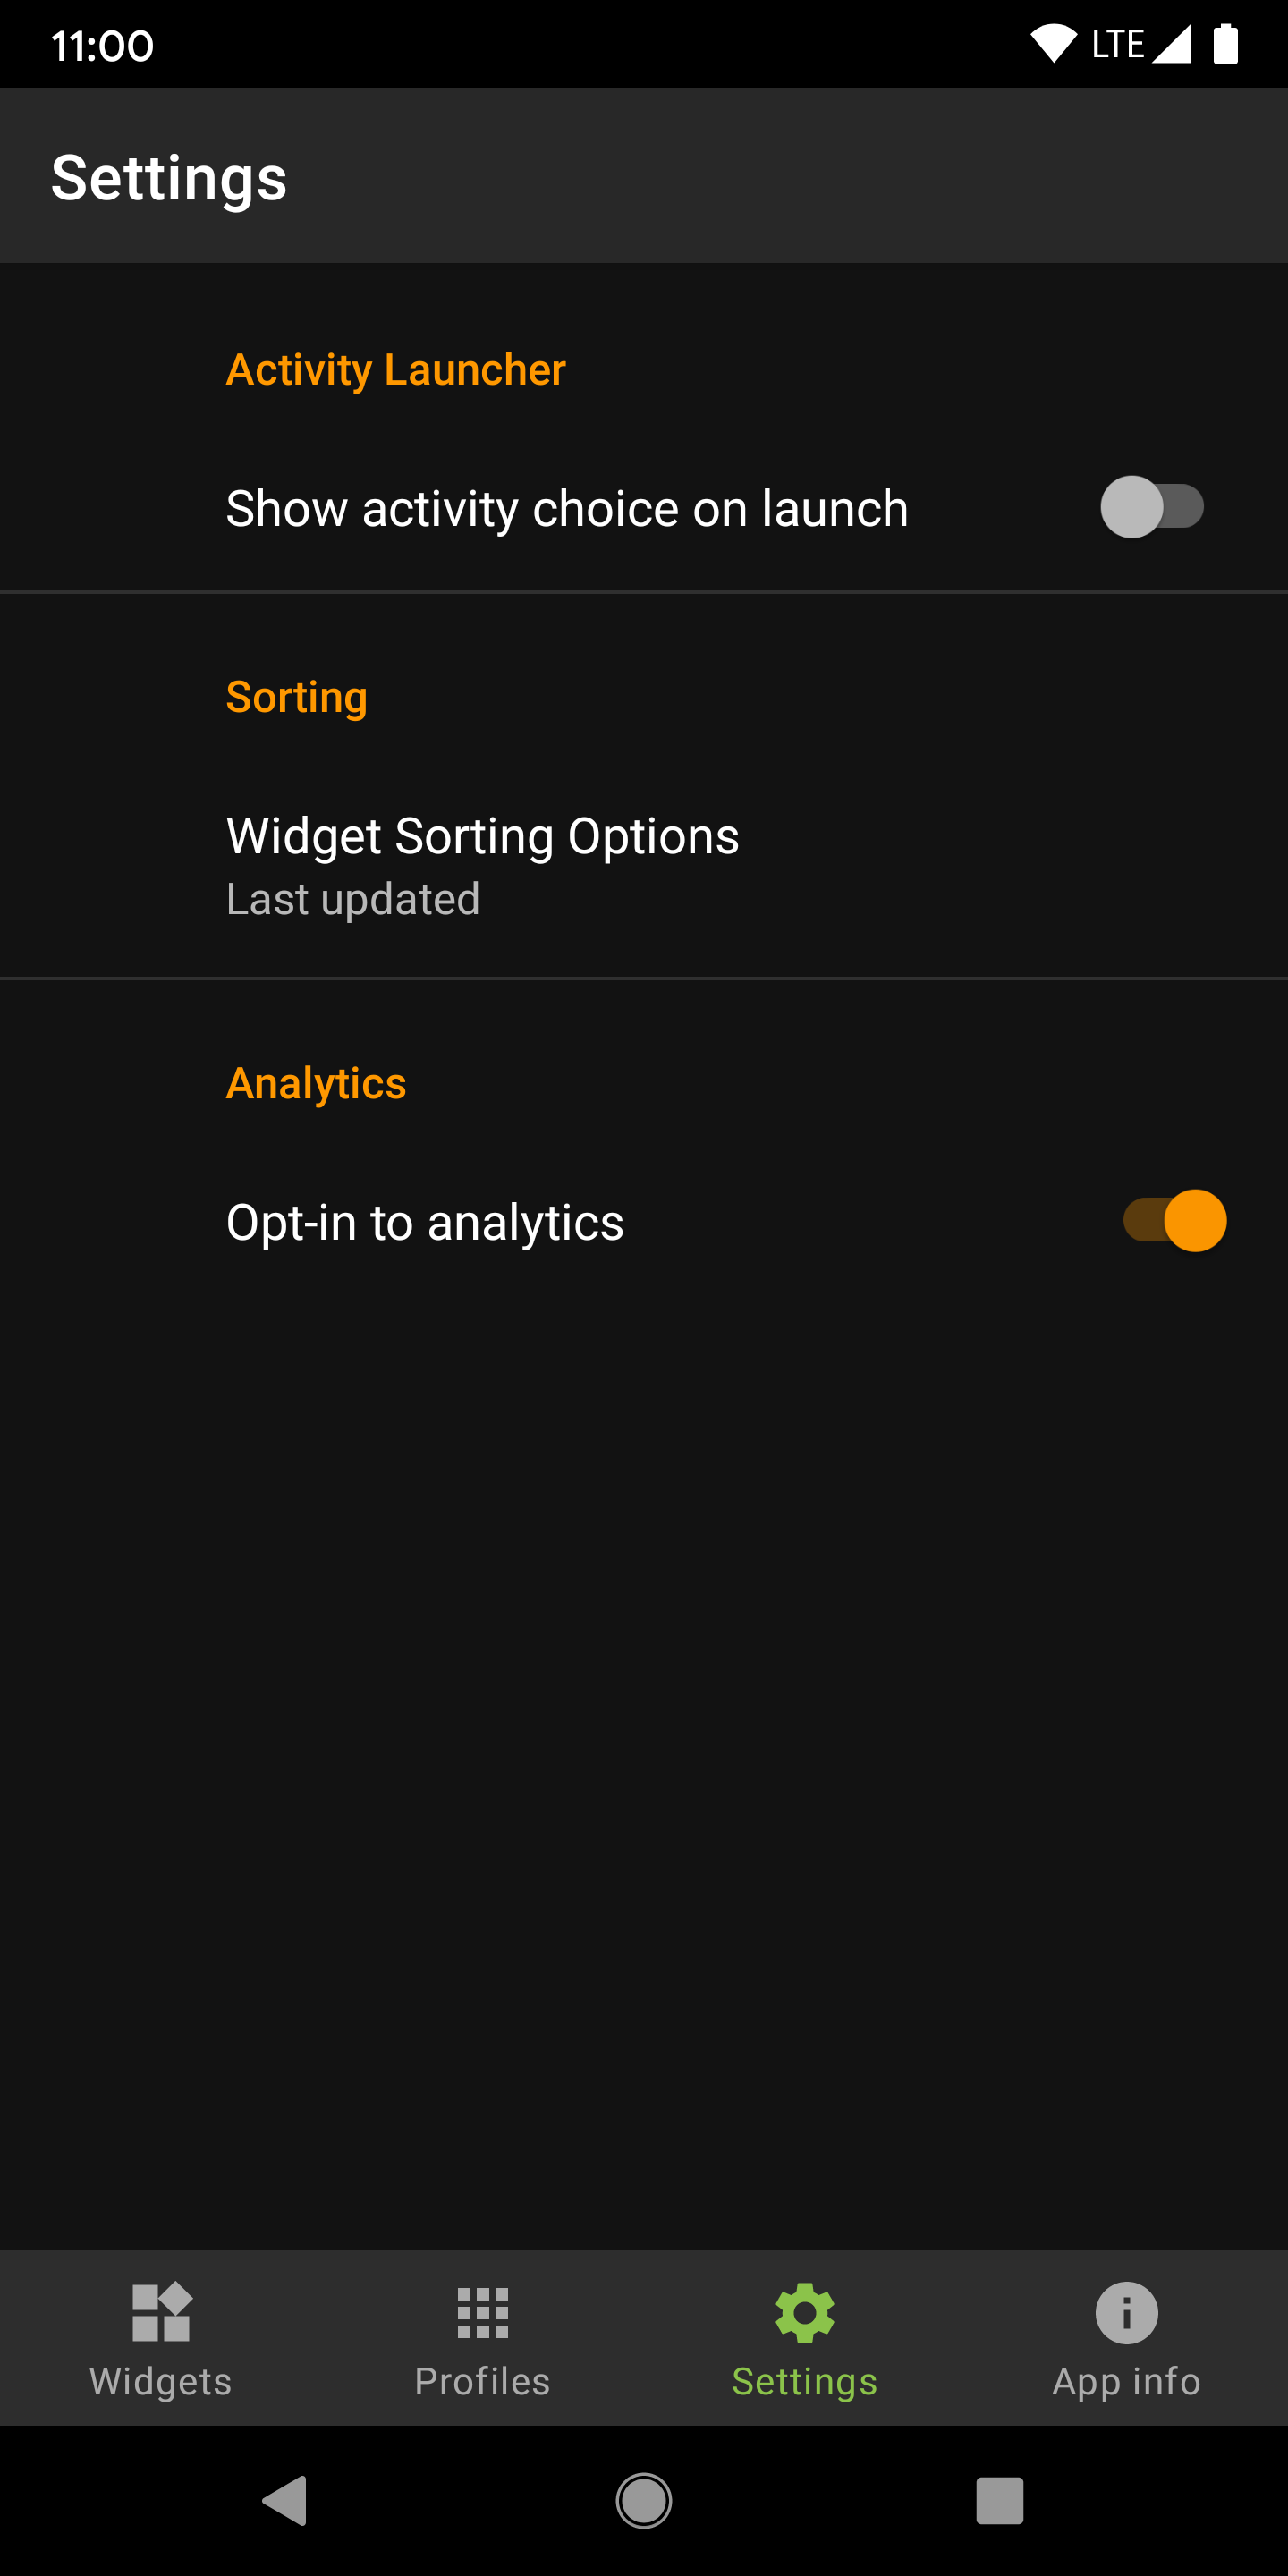 11:00
LTE
Settings
Activity Launcher
Show activity choice on launch
Sorting
Widget Sorting Options
Last updated
Analytics
Opt-in to analytics
Widgets
Profiles
Settings
App info